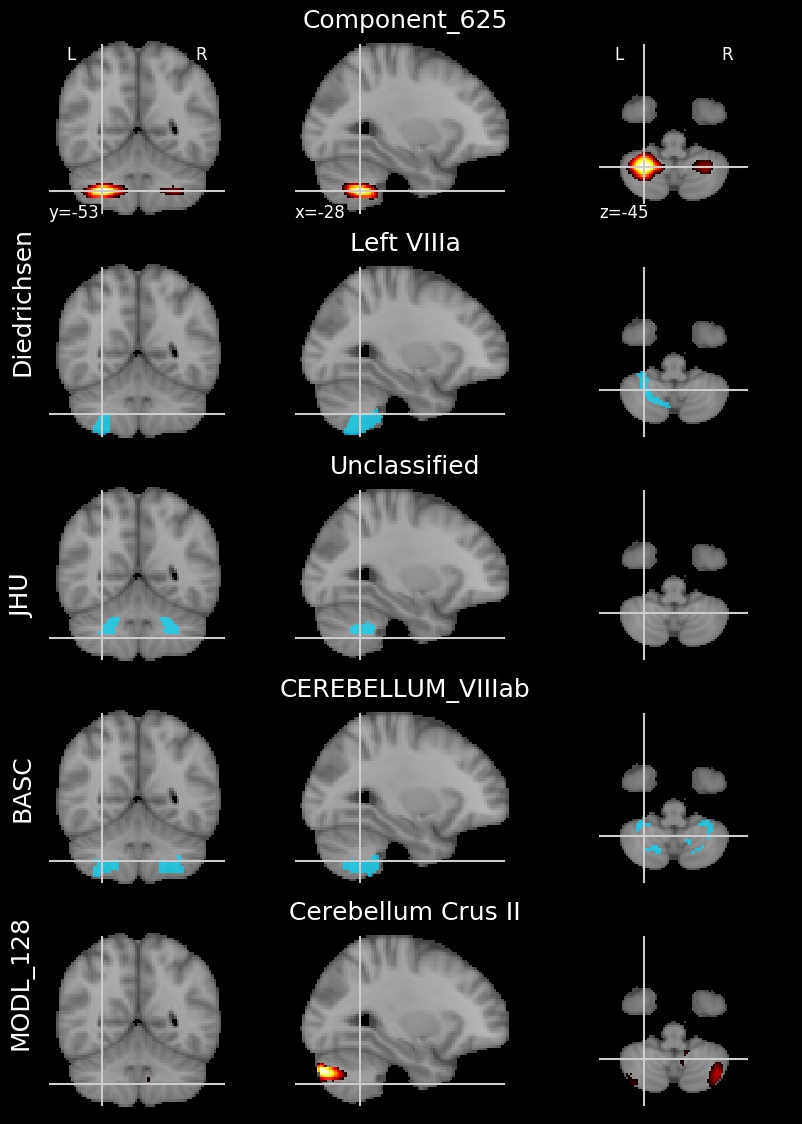 Component_625
L
R
L
R
y=-53
x=-28
z=-45
Diedrichsen
Left VIIIa
JHU
Unclassified
BASC
CEREBELLUM_VIIIab
MODL_128
Cerebellum Crus II